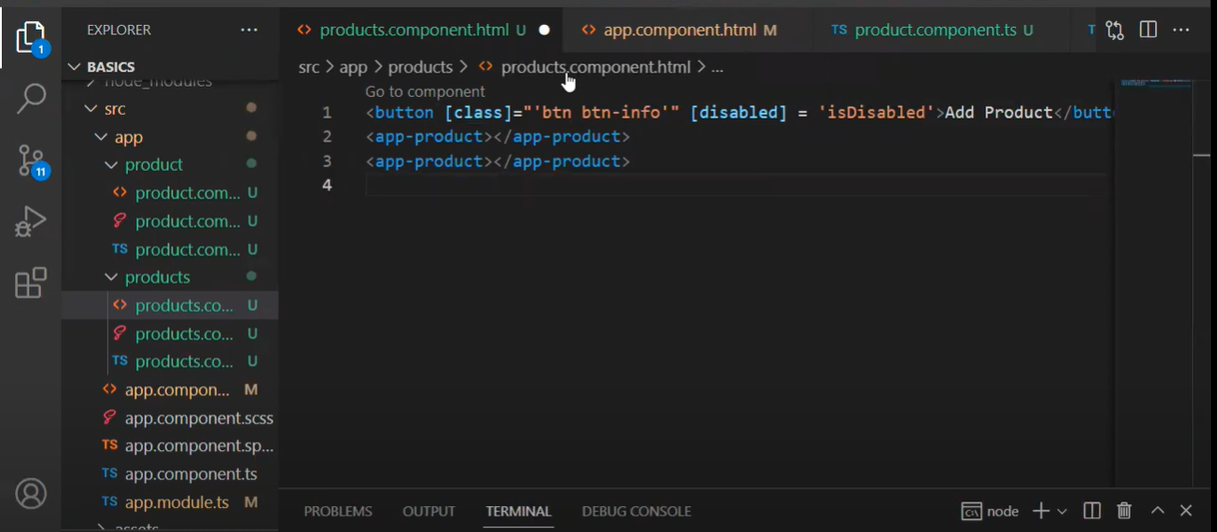 EXPLORER
BASICS
node_modules
src
app
product
product.com... U
product.com... U
TS product.com... U
products
products.co... U
products.co... U
TS products.co... U
app.compon... M
app.component.scss
TS app.component.sp...
TS app.component.ts
TS app.module.ts M
assets
1
11
products.component.html U
app.component.html M
TS product.component.ts U
T
src > app > products > products.component.html > ...
Go to component
1 <button [class]="'btn btn-info'" [disabled] = 'isDisabled'>Add Product</butto
2 <app-product></app-product>
3 <app-product></app-product>
4
PROBLEMS OUTPUT TERMINAL DEBUG CONSOLE
node